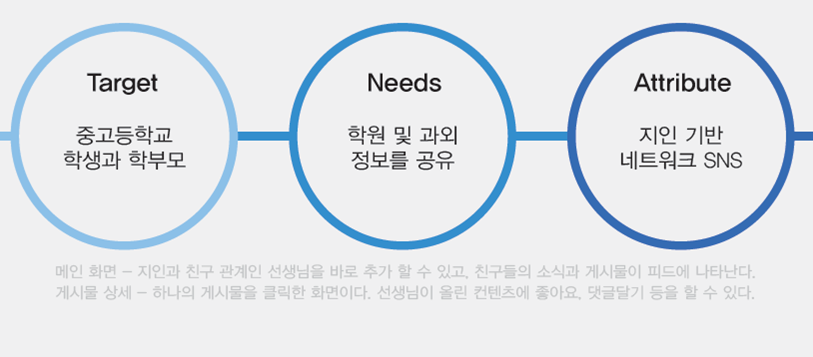 Target
중고등학교
학생과 학부모
Needs
학원 및 과외
정보를 공유
Attribute
지인 기반
네트워크 SNS
메인 화면 – 지인과 친구 관계인 선생님을 바로 추가 할 수 있고, 친구들의 소식과 게시물이 피드에 나타난다.
게시물 상세 – 하나의 게시물을 클릭한 화면이다. 선생님이 올린 컨텐츠에 좋아요, 댓글달기 등을 할 수 있다.